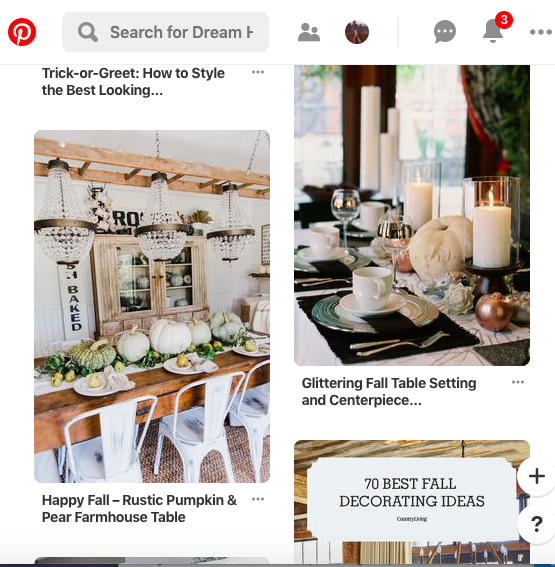 Search for Dream H
3
Trick-or-Greet: How to Style
the Best Looking...
RO
H BAKED
Happy Fall – Rustic Pumpkin &
Pear Farmhouse Table
Glittering Fall Table Setting
and Centerpiece...
70 BEST FALL
DECORATING IDEAS
CountryLiving
+
?